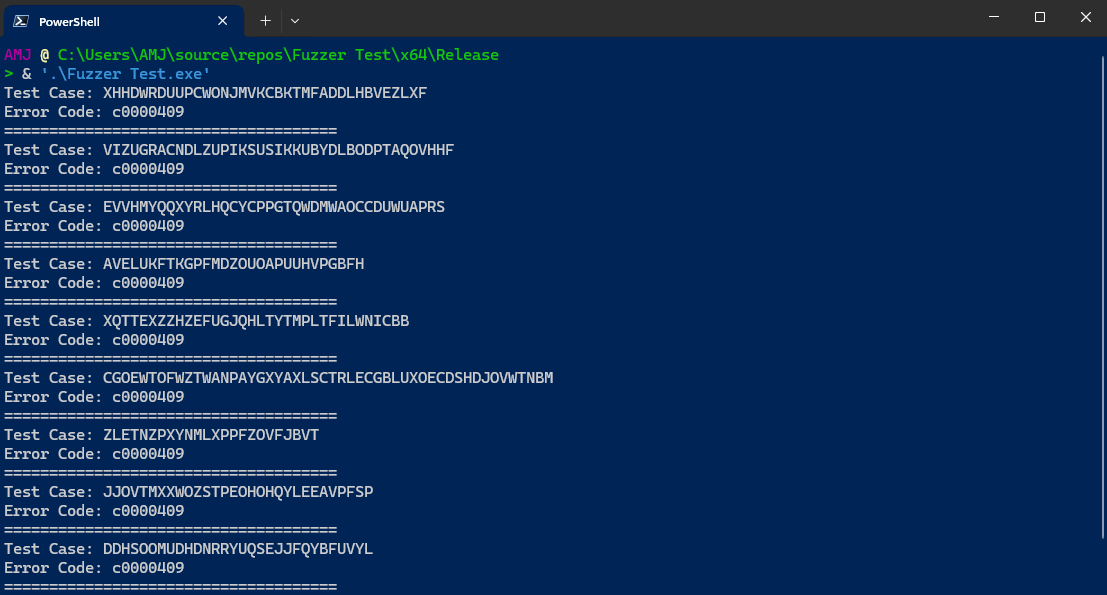 PowerShell
AMJ @ C:\Users\AMJ\source\repos\Fuzzer Test\x64\Release
> & '.\Fuzzer Test.exe'
Test Case: XHHDWRDUUPCWONJMVKCBKTMFADDLHBVEZLXF
Error Code: c0000409
=====================================
Test Case: VIZUGRACNDLZUPIKSUSIKKUBYDLBODPTAQOVHHF
Error Code: c0000409
=====================================
Test Case: EVVHMYQQXYRLHQCYCPPGTQWDMWAOCCDUWUAPRS
Error Code: c0000409
=====================================
Test Case: AVELUKFTKGPFMDZOUOAPUUHVPGBFH
Error Code: c0000409
=====================================
Test Case: XQTTEXZZHZEFUGJQHLTYTMPLTFILWNICBB
Error Code: c0000409
=====================================
Test Case: CGOEWTOFWZTWANPAYGXYAXLSCTRLECGBLUXOECDSHDJOVWTNBM
Error Code: c0000409
=====================================
Test Case: ZLETNZPXYNMLXPPFZOVFJBVT
Error Code: c0000409
=====================================
Test Case: JJOVTMXXWOZSTPEOHOHQYLEEAVPFSP
Error Code: c0000409
=====================================
Test Case: DDHSOOMUDHDNRRYUQSEJJFQYBFUVYL
Error Code: c0000409
=====================================